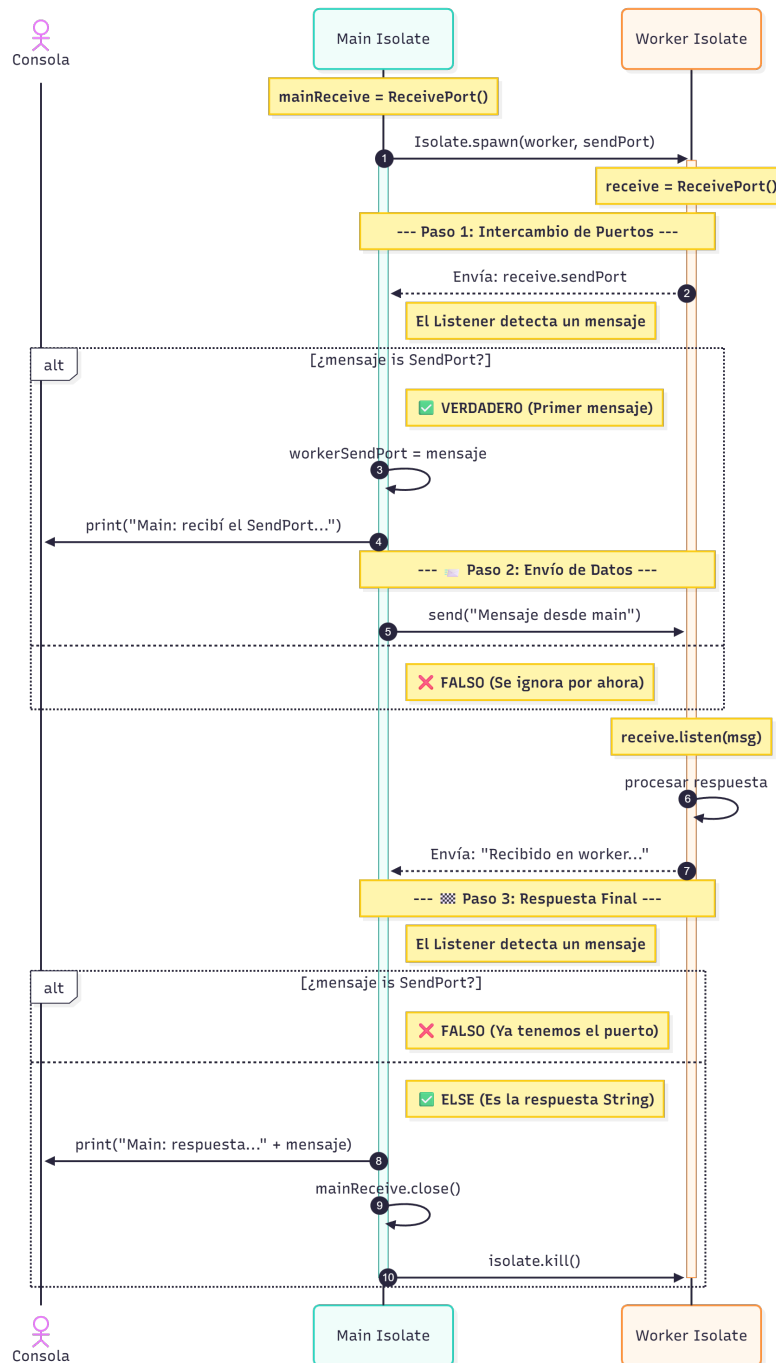 Consola
Main Isolate
Worker Isolate
mainReceive = ReceivePort()
Isolate.spawn(worker, sendPort)
1
receive = ReceivePort()
--- Paso 1: Intercambio de Puertos ---
Envía: receive.sendPort
2
El Listener detecta un mensaje
alt
[¿mensaje is SendPort?]
✅ VERDADERO (Primer mensaje)
workerSendPort = mensaje
3
print("Main: recibí el SendPort...")
4
--- 📨 Paso 2: Envío de Datos ---
send("Mensaje desde main")
5
❌ FALSO (Se ignora por ahora)
receive.listen(msg)
procesar respuesta
6
Envía: "Recibido en worker..."
7
--- 🏁 Paso 3: Respuesta Final ---
El Listener detecta un mensaje
alt
[¿mensaje is SendPort?]
❌ FALSO (Ya tenemos el puerto)
✅ ELSE (Es la respuesta String)
print("Main: respuesta..." + mensaje)
8
mainReceive.close()
9
isolate.kill()
10
Consola
Main Isolate
Worker Isolate